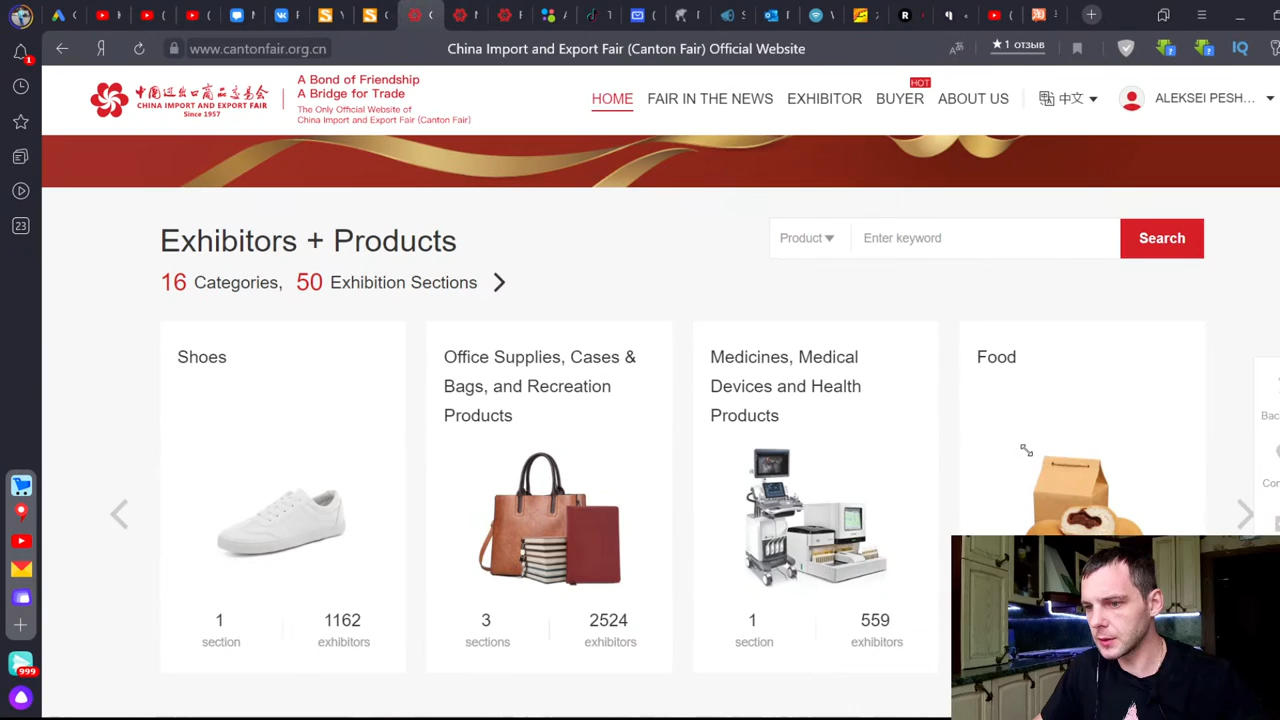 www.cantonfair.org.cn
China Import and Export Fair (Canton Fair) Official Website
★1 отзыв
IQ
1
中国进出口商品交易会
CHINA IMPORT AND EXPORT FAIR
Since 1957
A Bond of Friendship
A Bridge for Trade
The Only Official Website of
China Import and Export Fair (Canton Fair)
HOME
FAIR IN THE NEWS
EXHIBITOR
HOT
BUYER
ABOUT US
中文
ALEKSEI PESH...
23
Exhibitors + Products
Product
Enter keyword
Search
16 Categories, 50 Exhibition Sections
Shoes
1
section
1162
exhibitors
Office Supplies, Cases &
Bags, and Recreation
Products
3
sections
2524
exhibitors
Medicines, Medical
Devices and Health
Products
1
section
559
exhibitors
Food
999